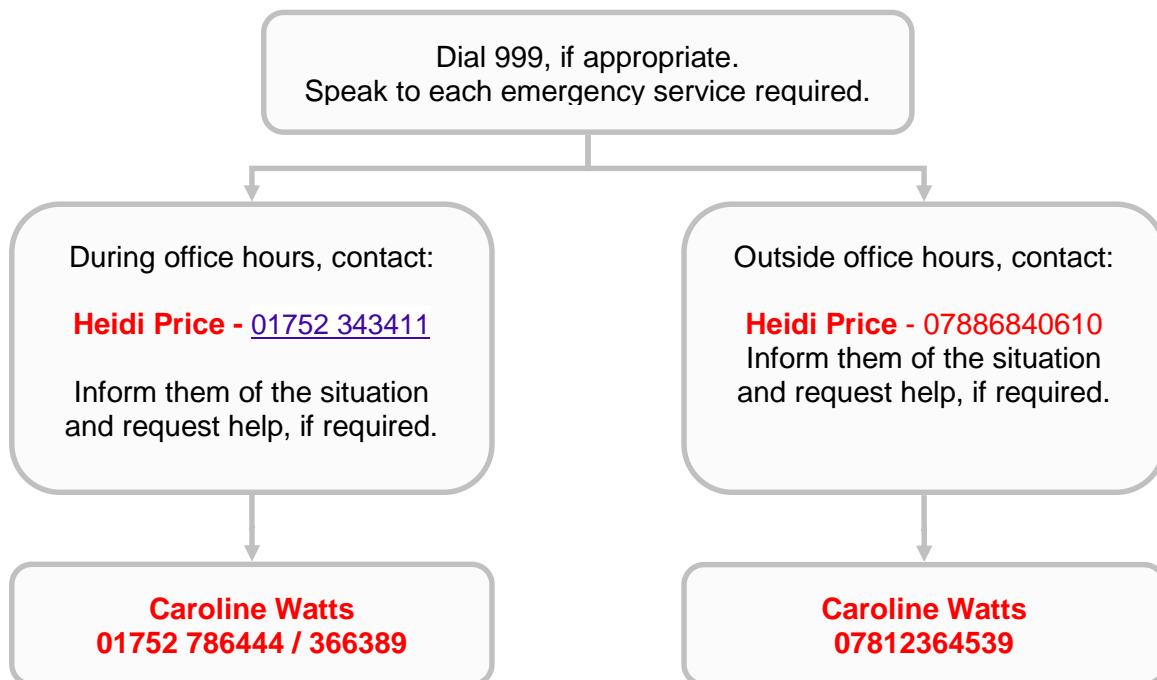 Dial 999, if appropriate.
Speak to each emergency service required.
During office hours, contact:
Heidi Price - 01752 343411
Inform them of the situation
and request help, if required.
Outside office hours, contact:
Heidi Price - 07886840610
Inform them of the situation
and request help, if required.
Caroline Watts
01752 786444 / 366389
Caroline Watts
07812364539